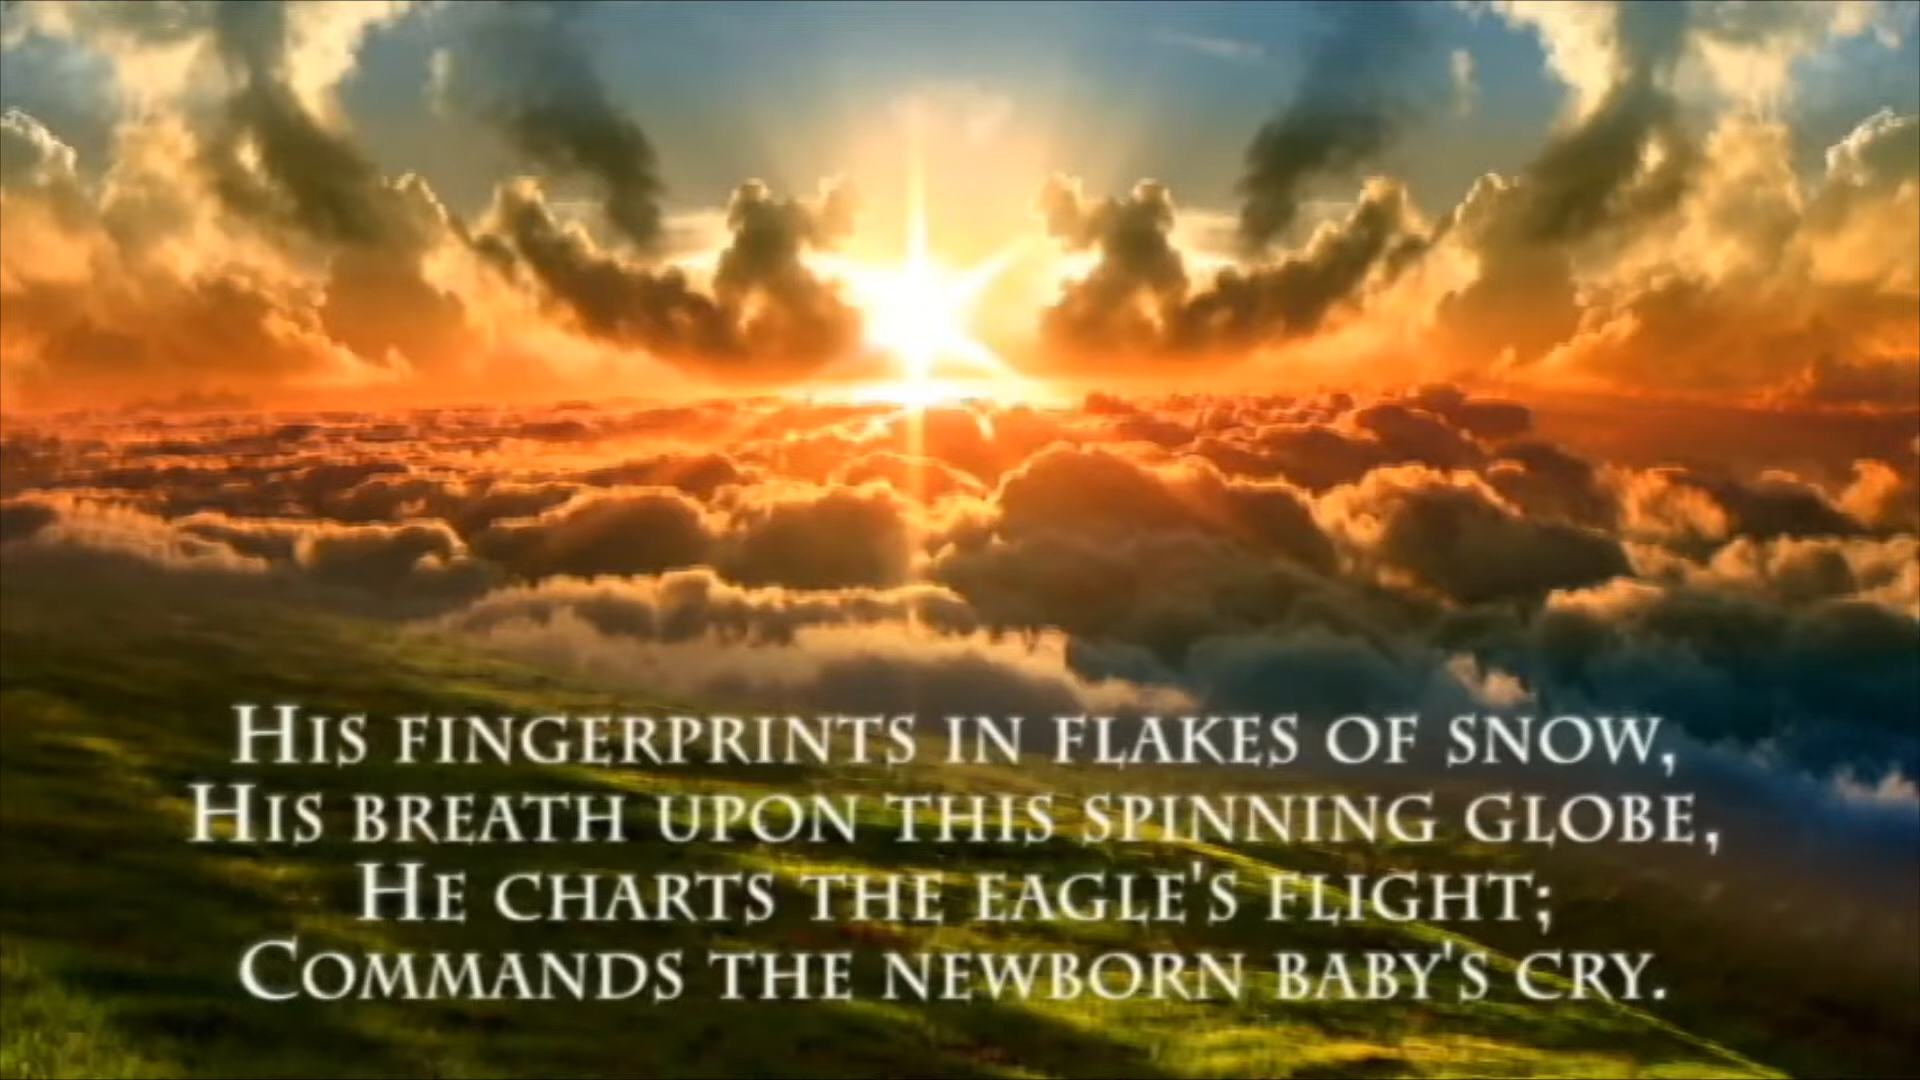 His fingerprints in flakes of snow,
His breath upon this spinning globe,
He charts the eagle's flight;
Commands the newborn baby's cry.